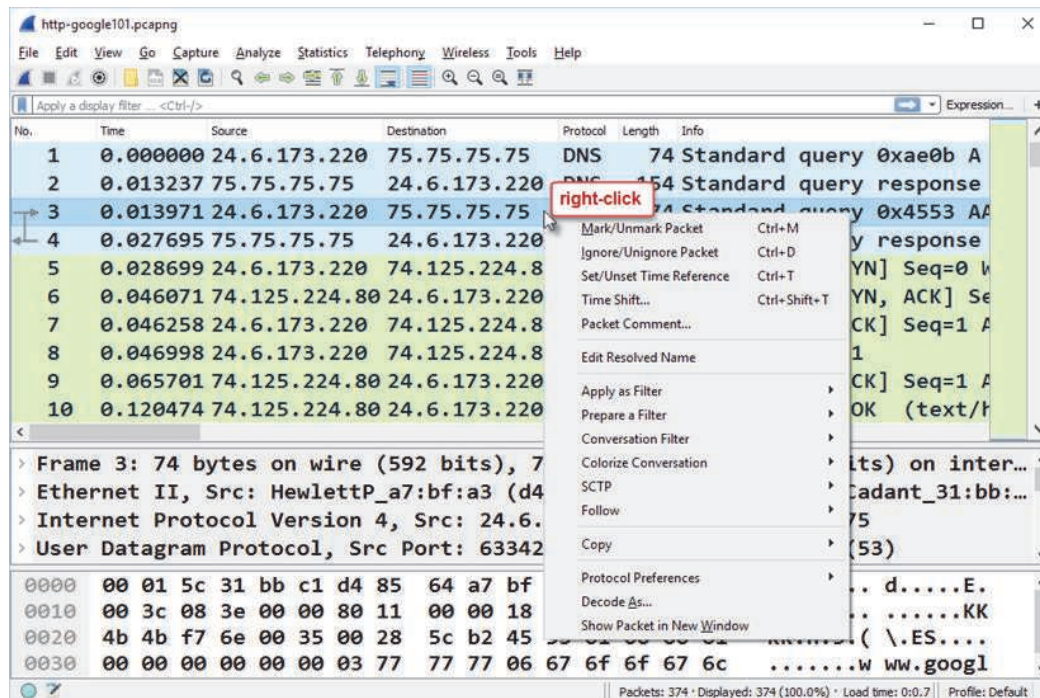 http-google101.pcapng
File Edit View Go Capture Analyze Statistics Telephony Wireless Tools Help
Apply a display filter ... <Ctrl-/> Expression... +
No. Time Source Destination Protocol Length Info
1 0.000000 24.6.173.220 75.75.75.75 DNS 74 Standard query 0xae0b A
2 0.013237 75.75.75.75 24.6.173.220 DNS 154 Standard query response
right-click
3 0.013971 24.6.173.220 75.75.75.75 74 Standard query 0x4553 AA
4 0.027695 75.75.75.75 24.6.173.220 y response
5 0.028699 24.6.173.220 74.125.224.8 YN] Seq=0 W
6 0.046071 74.125.224.80 24.6.173.220 YN, ACK] Se
7 0.046258 24.6.173.220 74.125.224.8 CK] Seq=1 A
8 0.046998 24.6.173.220 74.125.224.8 1
9 0.065701 74.125.224.80 24.6.173.220 CK] Seq=1 A
10 0.120474 74.125.224.80 24.6.173.220 OK (text/h
Mark/Unmark Packet Ctrl+M
Ignore/Unignore Packet Ctrl+D
Set/Unset Time Reference Ctrl+T
Time Shift... Ctrl+Shift+T
Packet Comment...
Edit Resolved Name
Apply as Filter
Prepare a Filter
Conversation Filter
Colorize Conversation
SCTP
Follow
Copy
Protocol Preferences
Decode As...
Show Packet in New Window
Frame 3: 74 bytes on wire (592 bits), 7 its) on inter...
Ethernet II, Src: HewlettP_a7:bf:a3 (d4 Cadant_31:bb:...
Internet Protocol Version 4, Src: 24.6. 75
User Datagram Protocol, Src Port: 63342 (53)
0000 00 01 5c 31 bb c1 d4 85 64 a7 bf .. d.....E.
0010 00 3c 08 3e 00 00 80 11 00 00 18 .. ......KK
0020 4b 4b f7 6e 00 35 00 28 5c b2 45 ( \.ES....
0030 00 00 00 00 00 00 03 77 77 77 06 67 6f 6f 67 6c .......w ww.googl
Packets: 374 · Displayed: 374 (100.0%) · Load time: 0:0.7 Profile: Default